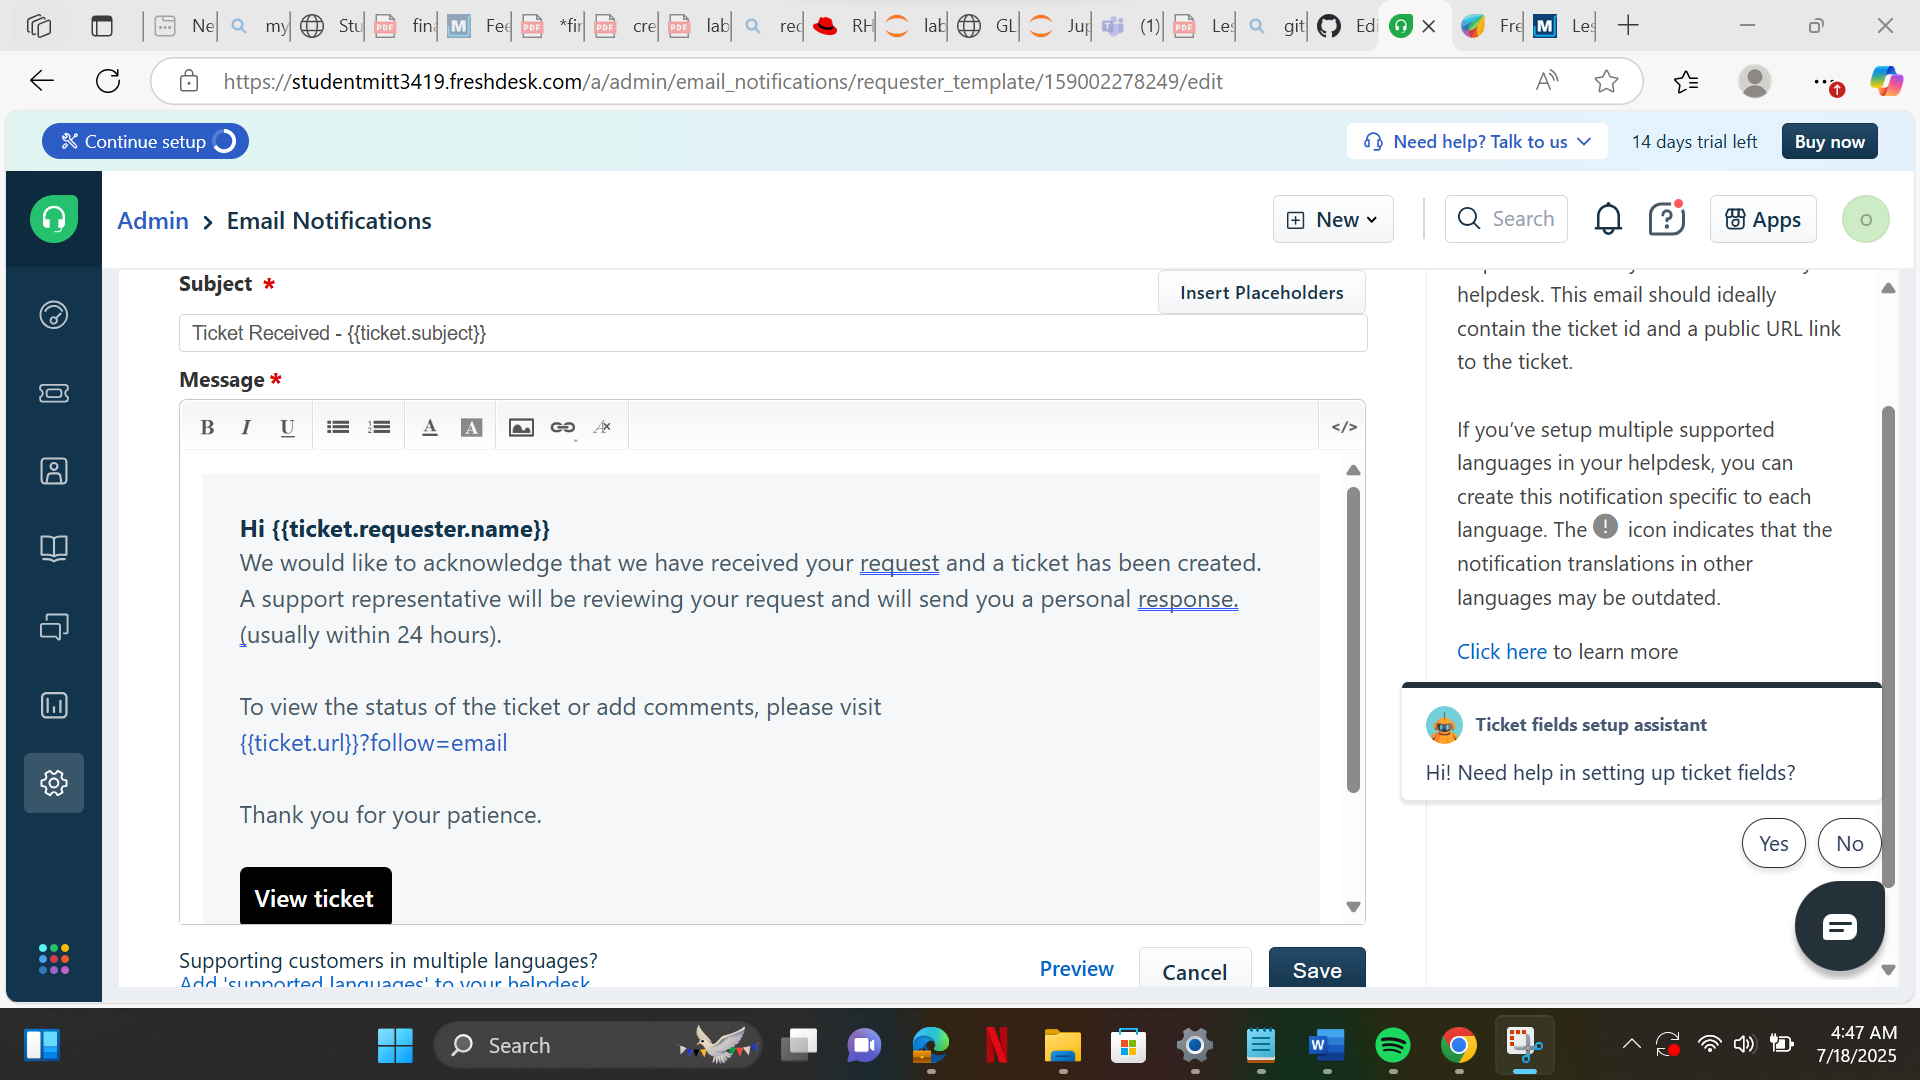 Ne
my
Stu
fina
Fee
*fir
cre
lab
rec
RH
lab
GL
Jup
(1)
Les
git
Edi
Fre
Les
https://studentmitt3419.freshdesk.com/a/admin/email_notifications/requester_template/159002278249/edit
Continue setup
Need help? Talk to us
14 days trial left
Buy now
Admin > Email Notifications
New
Search
Apps
O
Subject *
Insert Placeholders
Ticket Received - {{ticket.subject}}
Message *
B I U
A A
</>
Hi {{ticket.requester.name}}
We would like to acknowledge that we have received your request and a ticket has been created.
A support representative will be reviewing your request and will send you a personal response.
(usually within 24 hours).
To view the status of the ticket or add comments, please visit
{{ticket.url}}?follow=email
Thank you for your patience.
View ticket
Supporting customers in multiple languages?
Add 'supported languages' to your helpdesk
Preview
Cancel
Save
helpdesk. This email should ideally
contain the ticket id and a public URL link
to the ticket.
If you’ve setup multiple supported
languages in your helpdesk, you can
create this notification specific to each
language. The ! icon indicates that the
notification translations in other
languages may be outdated.
Click here to learn more
Ticket fields setup assistant
Hi! Need help in setting up ticket fields?
Yes
No
Search
4:47 AM
7/18/2025